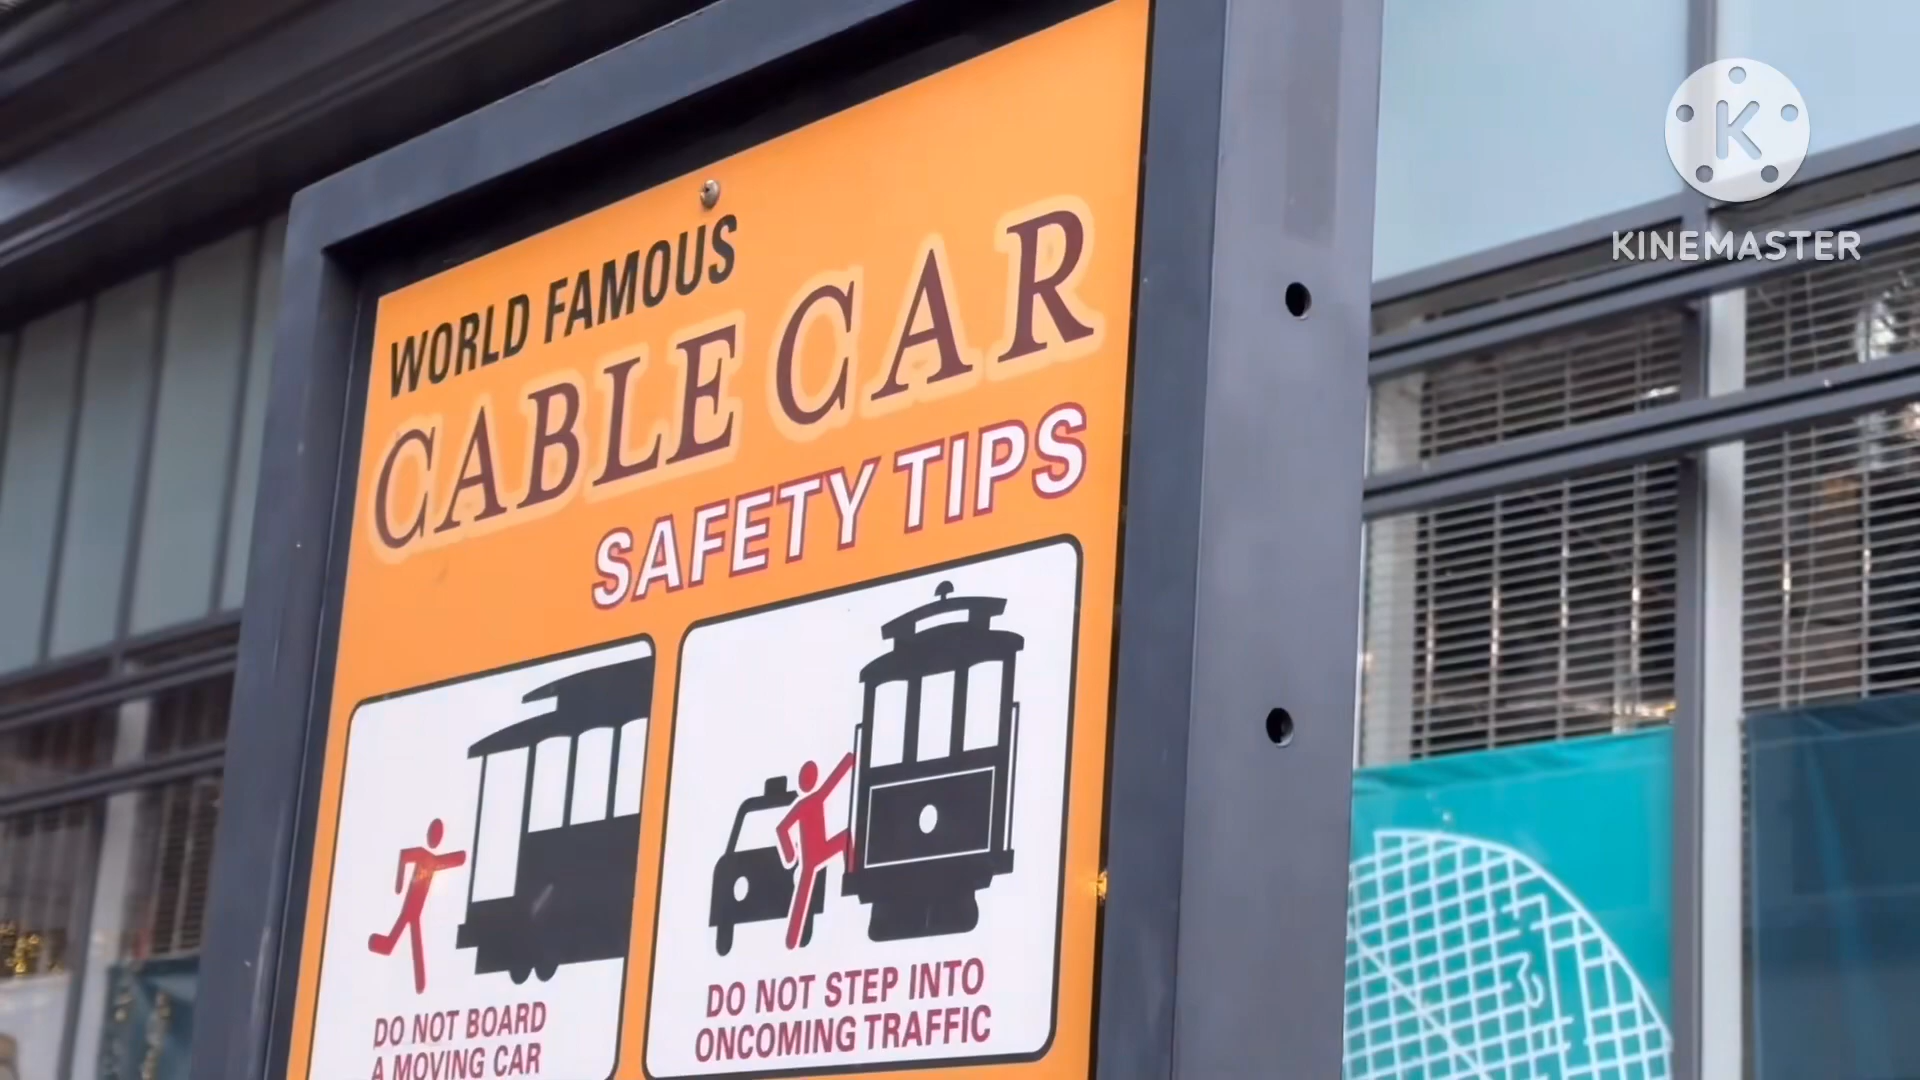 WORLD FAMOUS
CABLE CAR
SAFETY TIPS
DO NOT BOARD
A MOVING CAR
DO NOT STEP INTO
ONCOMING TRAFFIC
K
KINEMASTER